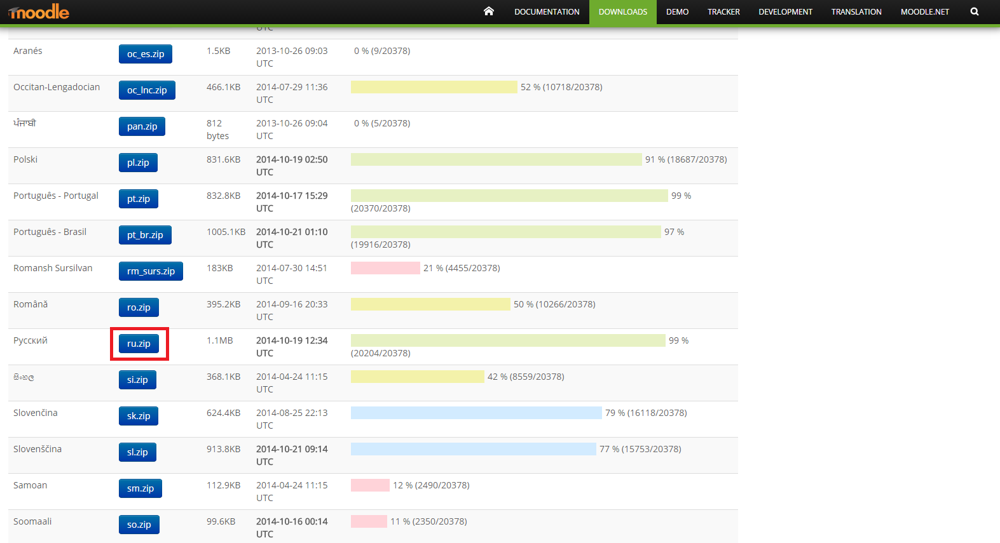 moodle
DOCUMENTATION DOWNLOADS DEMO TRACKER DEVELOPMENT TRANSLATION MOODLE.NET
UTC
Aranés oc_es.zip 1.5KB 2013-10-26 09:03 0 % (9/20378)
UTC
Occitan-Lengadocian oc_lnc.zip 466.1KB 2014-07-29 11:36 52 % (10718/20378)
UTC
ਪੰਜਾਬੀ pan.zip 812 2013-10-26 09:04 0 % (5/20378)
bytes UTC
Polski pl.zip 831.6KB 2014-10-19 02:50 91 % (18687/20378)
UTC
Português - Portugal pt.zip 832.8KB 2014-10-17 15:29 99 %
UTC (20370/20378)
Português - Brasil pt_br.zip 1005.1KB 2014-10-21 01:10 97 %
UTC (19916/20378)
Romansh Sursilvan rm_surs.zip 183KB 2014-07-30 14:51 21 % (4455/20378)
UTC
Română ro.zip 395.2KB 2014-09-16 20:33 50 % (10266/20378)
UTC
Русский ru.zip 1.1MB 2014-10-19 12:34 99 %
UTC (20204/20378)
සිංහල si.zip 368.1KB 2014-04-24 11:15 42 % (8559/20378)
UTC
Slovenčina sk.zip 624.4KB 2014-08-25 22:13 79 % (16118/20378)
UTC
Slovenščina sl.zip 913.8KB 2014-10-21 09:14 77 % (15753/20378)
UTC
Samoan sm.zip 112.9KB 2014-04-24 11:15 12 % (2490/20378)
UTC
Soomaali so.zip 99.6KB 2014-10-16 00:14 11 % (2350/20378)
UTC